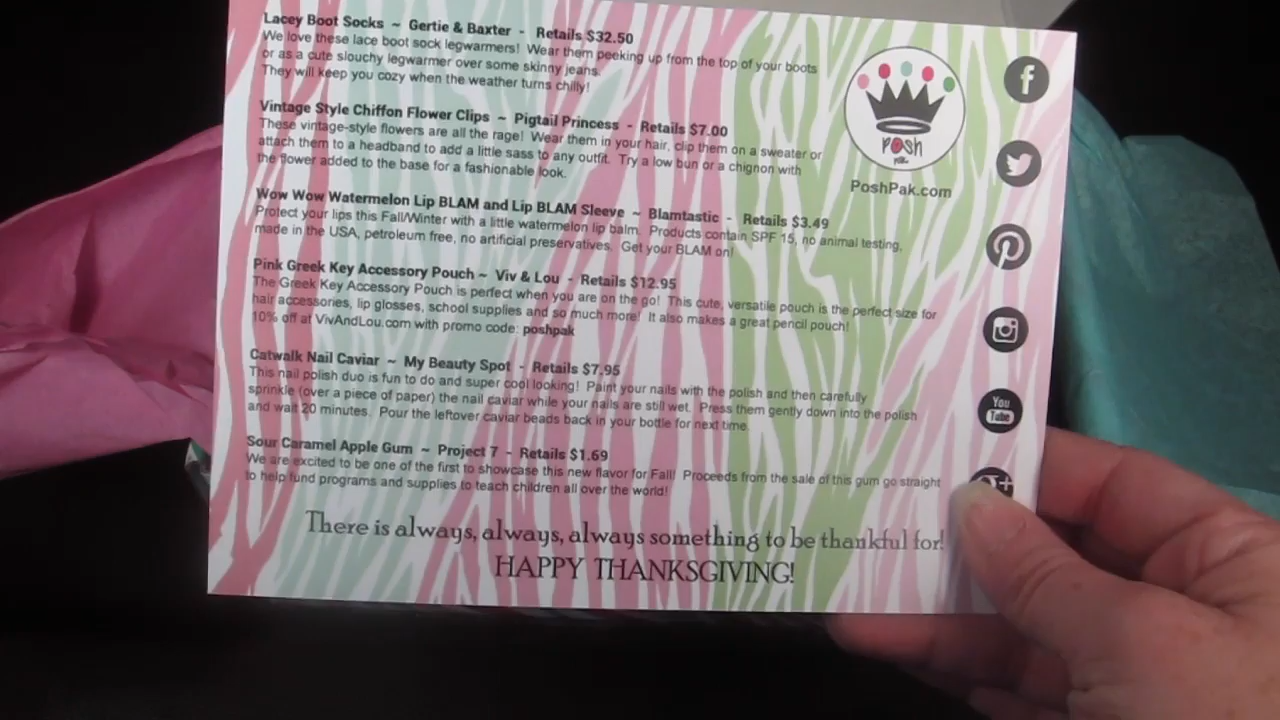 Lacey Boot Socks ~ Gertie & Baxter - Retails $32.50
We love these lace boot sock legwarmers! Wear them peeking up from the top of your boots
or as a cute slouchy legwarmer over some skinny jeans.
They will keep you cozy when the weather turns chilly!
Vintage Style Chiffon Flower Clips ~ Pigtail Princess - Retails $7.00
These vintage-style flowers are all the rage! Wear them in your hair, clip them on a sweater or
attach them to a headband to add a little sass to any outfit. Try a low bun or a chignon with
the flower added to the base for a fashionable look.
Wow Wow Watermelon Lip BLAM and Lip BLAM Sleeve ~ Blamtastic - Retails $3.49
Protect your lips this Fall/Winter with a little watermelon lip balm. Products contain SPF 15, no animal testing,
made in the USA, petroleum free, no artificial preservatives. Get your BLAM on!
Pink Greek Key Accessory Pouch ~ Viv & Lou - Retails $12.95
The Greek Key Accessory Pouch is perfect when you are on the go! This cute, versatile pouch is the perfect size for
hair accessories, lip glosses, school supplies and so much more! It also makes a great pencil pouch!
10% off at VivAndLou.com with promo code: poshpak
Catwalk Nail Caviar ~ My Beauty Spot - Retails $7.95
This nail polish duo is fun to do and super cool looking! Paint your nails with the polish and then carefully
sprinkle (over a piece of paper) the nail caviar while your nails are still wet. Press them gently down into the polish
and wait 20 minutes. Pour the leftover caviar beads back in your bottle for next time.
Sour Caramel Apple Gum ~ Project 7 - Retails $1.69
We are excited to be one of the first to showcase this new flavor for Fall! Proceeds from the sale of this gum go straight
to help fund programs and supplies to teach children all over the world!
There is always, always, always something to be thankful for!
HAPPY THANKSGIVING!
posh
pak
PoshPak.com
You
Tube